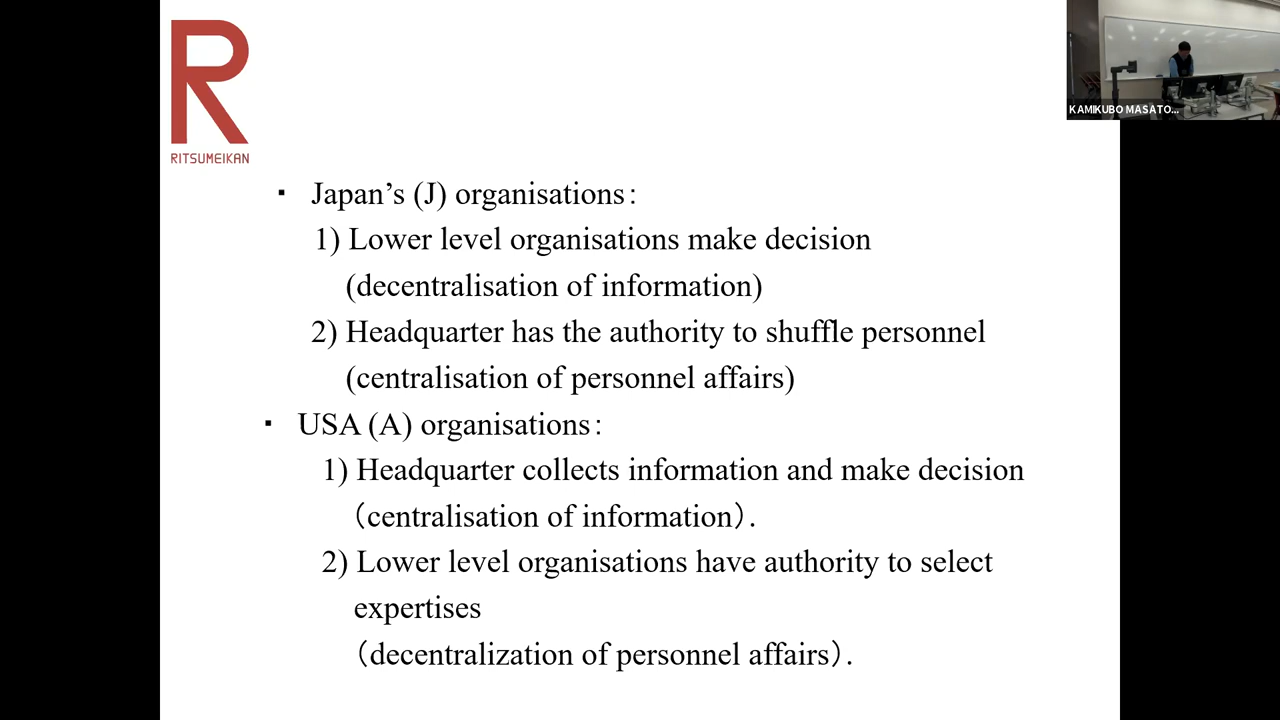 R
RITSUMEIKAN
KAMIKUBO MASATO...
▪ Japan’s (J) organisations：
1) Lower level organisations make decision
(decentralisation of information)
2) Headquarter has the authority to shuffle personnel
(centralisation of personnel affairs)
▪ USA (A) organisations：
1) Headquarter collects information and make decision
（centralisation of information）.
2) Lower level organisations have authority to select
expertises
（decentralization of personnel affairs）.